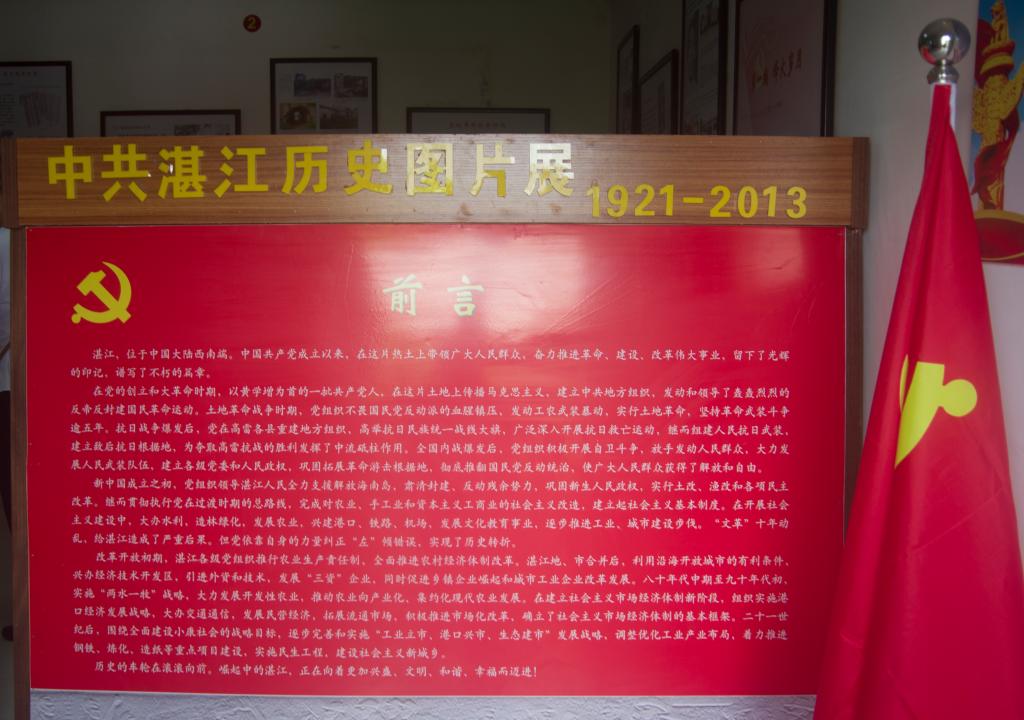 中共湛江历史图片展
1921-2013
前言
湛江，位于中国大陆西南端。中国共产党成立以来，在这片热土上带领广大人民群众，奋力推进革命、建设、改革伟大事业，留下了光辉
的印记，谱写了不朽的篇章。
在党的创立和大革命时期，以黄学增为首的一批共产党人，在这片土地上传播马克思主义，建立中共地方组织，发动和领导了轰轰烈烈的
反帝反封建国民革命运动。土地革命战争时期，党组织不畏国民党反动派的血腥镇压，发动工农武装暴动，实行土地革命，坚持革命武装斗争
逾五年。抗日战争爆发后，党在高雷各县重建地方组织，高举抗日民族统一战线大旗，广泛深入开展抗日救亡运动，继而组建人民抗日武装，
建立敌后抗日根据地，为夺取高雷抗战的胜利发挥了中流砥柱作用。全国内战爆发后，党组织积极开展自卫斗争，放手发动人民群众，大力发
展人民武装队伍，建立各级党委和人民政权，巩固拓展革命游击根据地，彻底推翻国民党反动统治，使广大人民群众获得了解放和自由。
新中国成立之初，党组织领导湛江人民全力支援解放海南岛，肃清封建、反动残余势力，巩固新生人民政权，实行土改、渔改和各项民主
改革。继而贯彻执行党在过渡时期的总路线，完成对农业、手工业和资本主义工商业的社会主义改造，建立起社会主义基本制度。在开展社会
主义建设中，大办水利，造林绿化，发展农业，兴建港口、铁路、机场，发展文化教育事业，逐步推进工业、城市建设步伐。“文革”十年动
乱，给湛江造成了严重后果。但党依靠自身的力量纠正“左”倾错误，实现了历史转折。
改革开放初期，湛江各级党组织推行农业生产责任制，全面推进农村经济体制改革。湛江地、市合并后，利用沿海开放城市的有利条件，
兴办经济技术开发区，引进外资和技术，发展“三资”企业，同时促进乡镇企业崛起和城市工业企业改革发展。八十年代中期至九十年代初，
实施“两水一牧”战略，大力发展开发性农业，推动农业向产业化、集约化现代农业发展。在建立社会主义市场经济体制新阶段，组织实施港
口经济发展战略，大办交通通信，发展民营经济，拓展流通市场，积极推进市场化改革，确立了社会主义市场经济体制的基本框架。二十一世
纪后，围绕全面建设小康社会的战略目标，逐步完善和实施“工业立市、港口兴市、生态建市”发展战略，调整优化工业产业布局，着力推进
钢铁、炼化、造纸等重点项目建设，实施民生工程，建设社会主义新城乡。
历史的车轮在滚滚向前。崛起中的湛江，正在向着更加兴盛、文明、和谐、幸福而迈进！
2